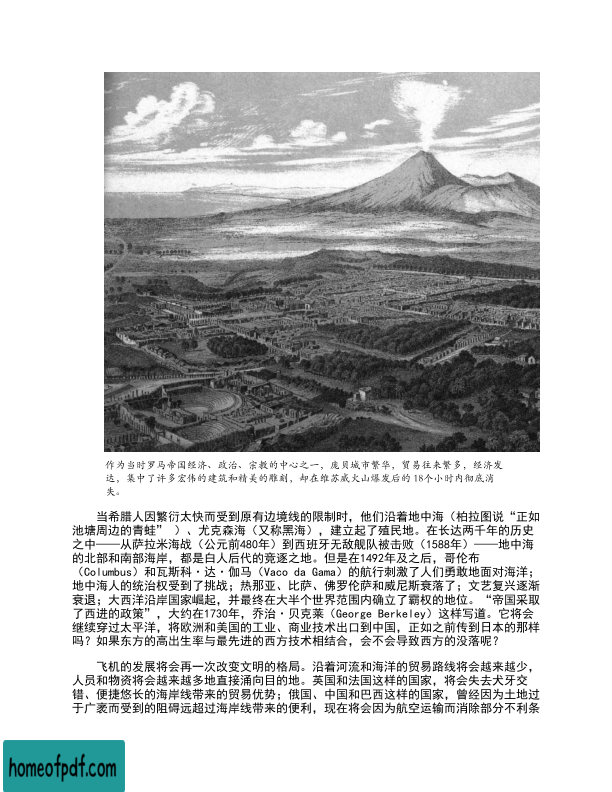 作为当时罗马帝国经济、政治、宗教的中心之一，庞贝城市繁华，贸易往来繁多，经济发
达，集中了许多宏伟的建筑和精美的雕刻，却在维苏威火山爆发后的18个小时内彻底消
失。
当希腊人因繁衍太快而受到原有边境线的限制时，他们沿着地中海（柏拉图说“正如
池塘周边的青蛙” ）、尤克森海（又称黑海），建立起了殖民地。在长达两千年的历史
之中——从萨拉米海战（公元前480年）到西班牙无敌舰队被击败（1588年）——地中海
的北部和南部海岸，都是白人后代的竞逐之地。但是在1492年及之后，哥伦布
（Columbus）和瓦斯科·达·伽马（Vaco da Gama）的航行刺激了人们勇敢地面对海洋；
地中海人的统治权受到了挑战；热那亚、比萨、佛罗伦萨和威尼斯衰落了；文艺复兴逐渐
衰退；大西洋沿岸国家崛起，并最终在大半个世界范围内确立了霸权的地位。“帝国采取
了西进的政策”，大约在1730年，乔治·贝克莱（George Berkeley）这样写道。它将会
继续穿过太平洋，将欧洲和美国的工业、商业技术出口到中国，正如之前传到日本的那样
吗？如果东方的高出生率与最先进的西方技术相结合，会不会导致西方的没落呢？
飞机的发展将会再一次改变文明的格局。沿着河流和海洋的贸易路线将会越来越少，
人员和物资将会越来越多地直接涌向目的地。英国和法国这样的国家，将会失去犬牙交
错、便捷悠长的海岸线带来的贸易优势；俄国、中国和巴西这样的国家，曾经因为土地过
于广袤而受到的阻碍远超过海岸线带来的便利，现在将会因为航空运输而消除部分不利条
homeofpdf.com